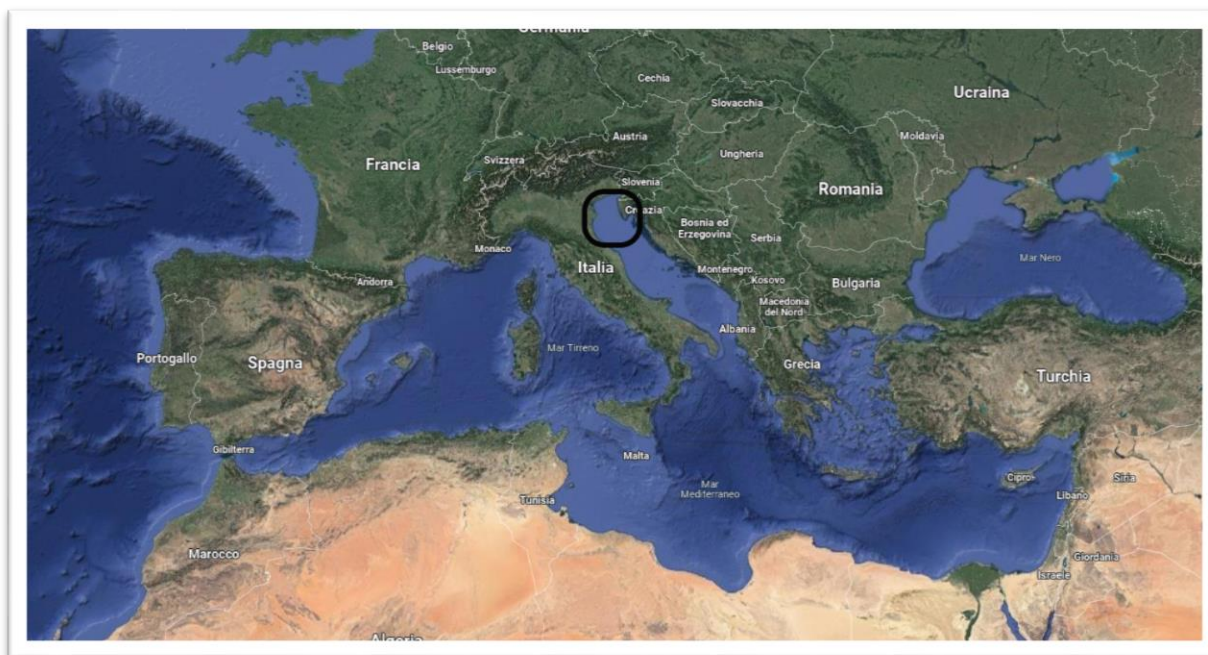 Germania
Belgio
Lussemburgo
Cechia
Slovacchia
Ucraina
Moldavia
Austria
Ungheria
Francia
Svizzera
Slovenia
Romania
Croazia
Bosnia ed
Erzegovina
Serbia
Monaco
Italia
Mar Nero
Andorra
Montenegro
Kosovo
Bulgaria
Macedonia
del Nord
Albania
Mar Tirreno
Portogallo
Spagna
Grecia
Turchia
Gibilterra
Malta
Cipro
Siria
Mar
Mediterraneo
Tunisia
Libano
Marocco
Giordania
Israele
Algeria